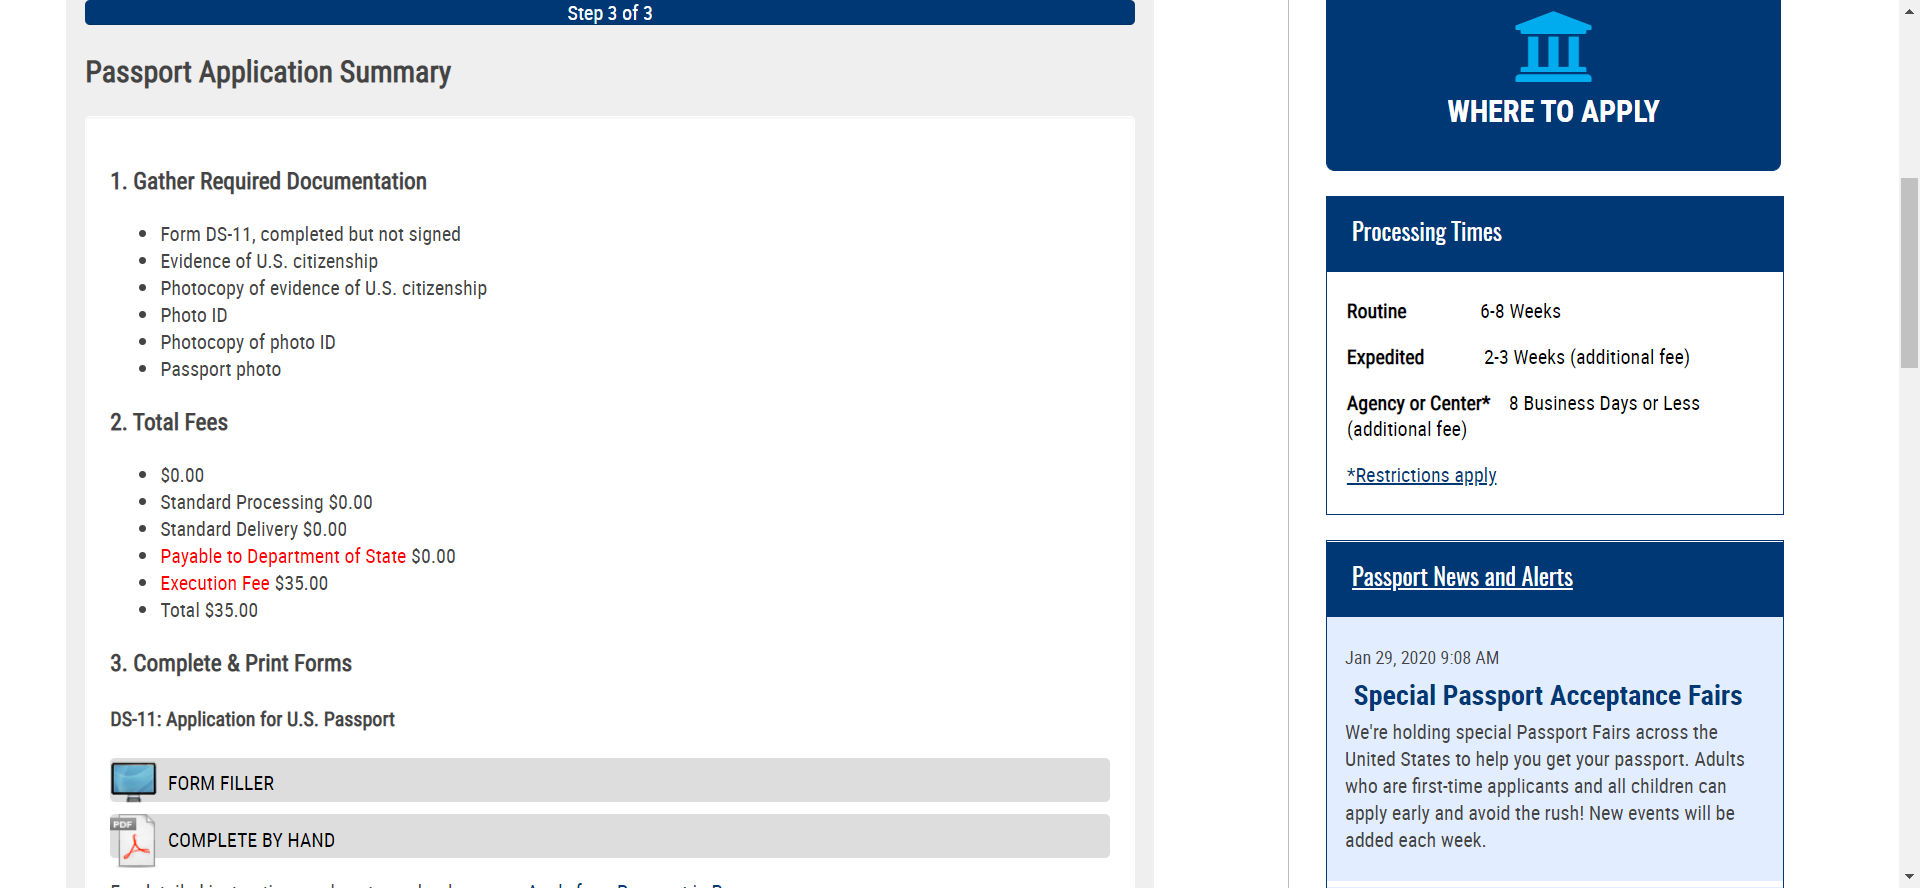 Step 3 of 3
Passport Application Summary
1. Gather Required Documentation
Form DS-11, completed but not signed
Evidence of U.S. citizenship
Photocopy of evidence of U.S. citizenship
Photo ID
Photocopy of photo ID
Passport photo
2. Total Fees
$0.00
Standard Processing $0.00
Standard Delivery $0.00
Payable to Department of State $0.00
Execution Fee $35.00
Total $35.00
3. Complete & Print Forms
DS-11: Application for U.S. Passport
FORM FILLER
PDF
COMPLETE BY HAND
WHERE TO APPLY
Processing Times
Routine 6-8 Weeks
Expedited 2-3 Weeks (additional fee)
Agency or Center* 8 Business Days or Less
(additional fee)
*Restrictions apply
Passport News and Alerts
Jan 29, 2020 9:08 AM
Special Passport Acceptance Fairs
We're holding special Passport Fairs across the
United States to help you get your passport. Adults
who are first-time applicants and all children can
apply early and avoid the rush! New events will be
added each week.